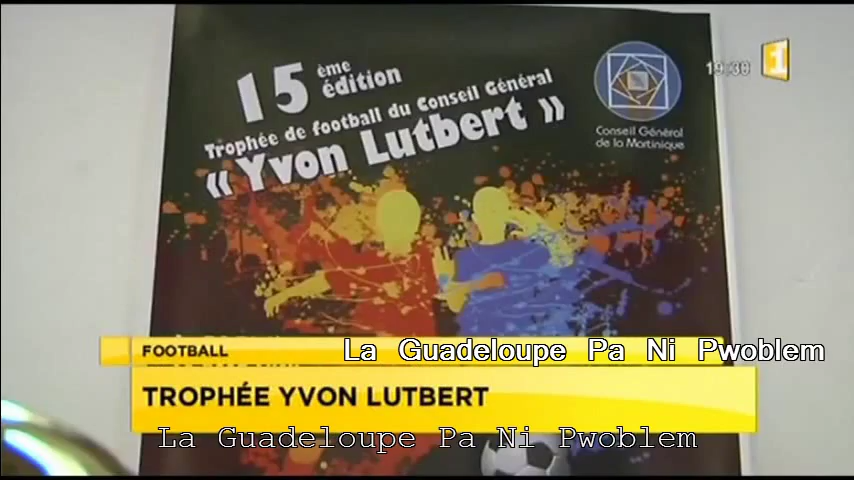 15 ème édition
Trophée de football du Conseil Général
« Yvon Lutbert »
Conseil Général
de la Martinique
19:38
1
FOOTBALL
La Guadeloupe Pa Ni Pwoblem
TROPHÉE YVON LUTBERT
La Guadeloupe Pa Ni Pwoblem